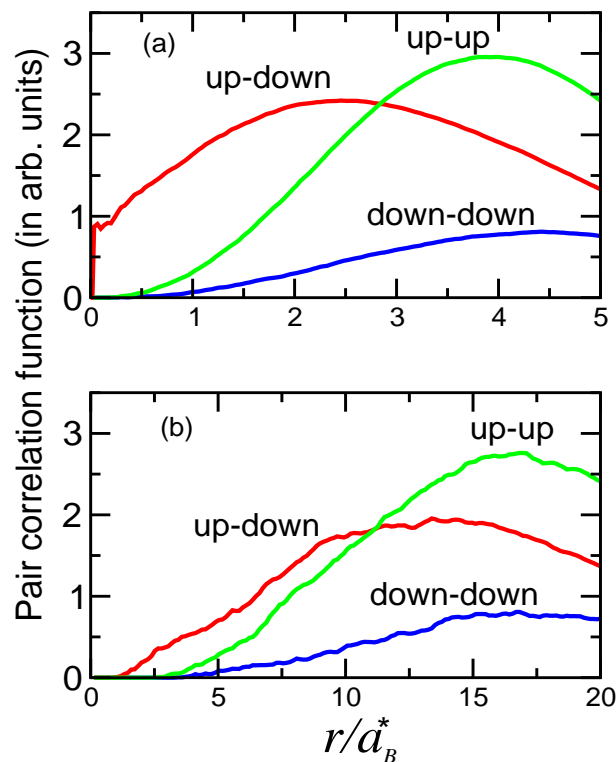 Pair correlation function (in arb. units)
(a)
up-up
up-down
down-down
3
2
1
0
0 1 2 3 4 5
(b)
up-up
up-down
down-down
3
2
1
0
0 5 10 15 20
r/a*B